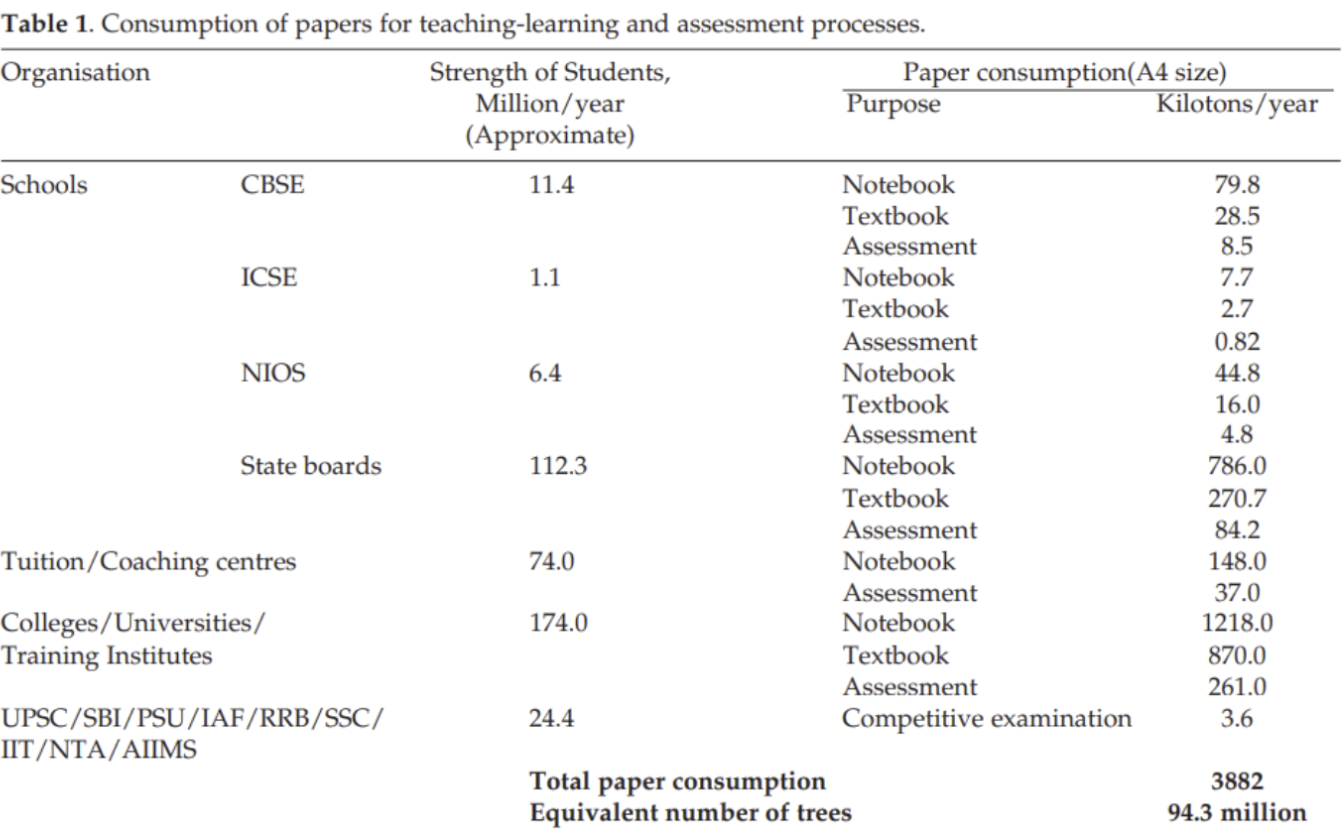 Table 1. Consumption of papers for teaching-learning and assessment processes.
Organisation Strength of Students, Paper consumption(A4 size)
Million/year Purpose Kilotons/year
(Approximate)
Schools CBSE 11.4 Notebook 79.8
Textbook 28.5
Assessment 8.5
ICSE 1.1 Notebook 7.7
Textbook 2.7
Assessment 0.82
NIOS 6.4 Notebook 44.8
Textbook 16.0
Assessment 4.8
State boards 112.3 Notebook 786.0
Textbook 270.7
Assessment 84.2
Tuition/Coaching centres 74.0 Notebook 148.0
Assessment 37.0
Colleges/Universities/ 174.0 Notebook 1218.0
Training Institutes Textbook 870.0
Assessment 261.0
UPSC/SBI/PSU/IAF/RRB/SSC/ 24.4 Competitive examination 3.6
IIT/NTA/AIIMS
Total paper consumption 3882
Equivalent number of trees 94.3 million